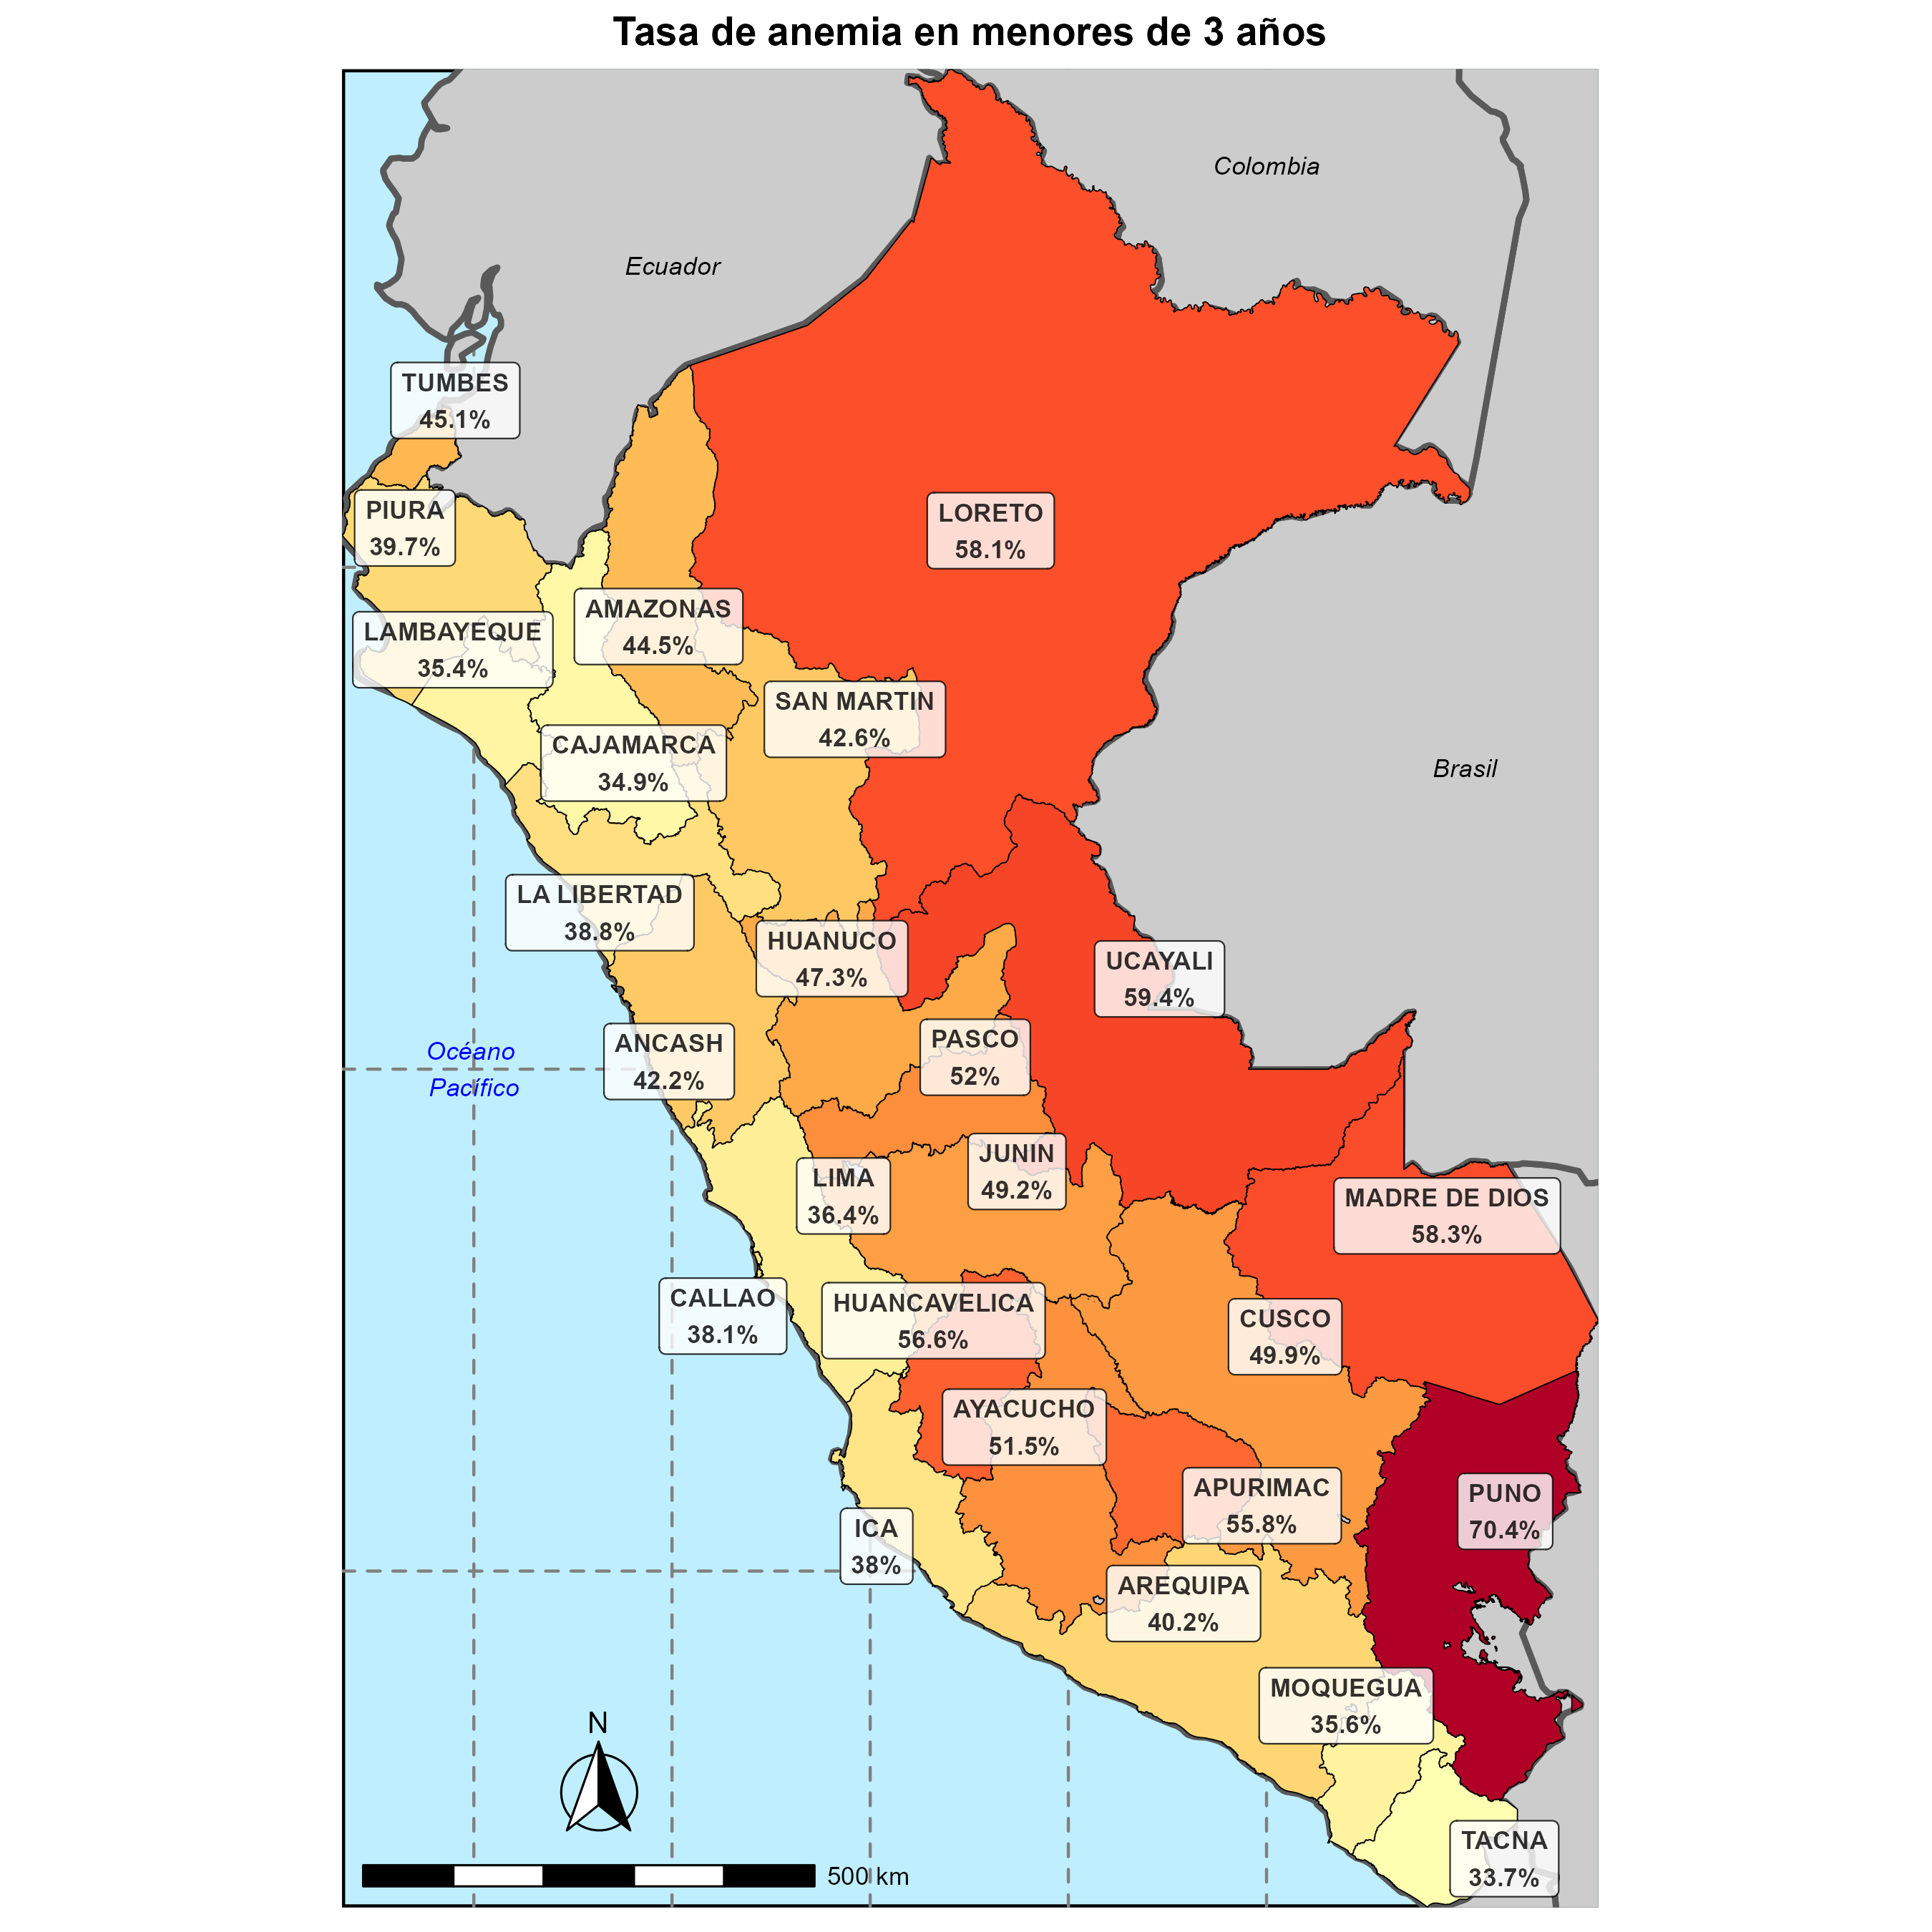 Tasa de anemia en menores de 3 años
Colombia
Ecuador
TUMBES
45.1%
PIURA
39.7%
LORETO
58.1%
AMAZONAS
44.5%
LAMBAYEQUE
35.4%
SAN MARTIN
42.6%
CAJAMARCA
34.9%
Brasil
LA LIBERTAD
38.8%
HUANUCO
47.3%
UCAYALI
59.4%
ANCASH
42.2%
PASCO
52%
Océano
Pacífico
JUNIN
49.2%
LIMA
36.4%
MADRE DE DIOS
58.3%
CALLAO
38.1%
HUANCAVELICA
56.6%
CUSCO
49.9%
AYACUCHO
51.5%
APURIMAC
55.8%
PUNO
70.4%
ICA
38%
AREQUIPA
40.2%
MOQUEGUA
35.6%
N
TACNA
33.7%
500 km